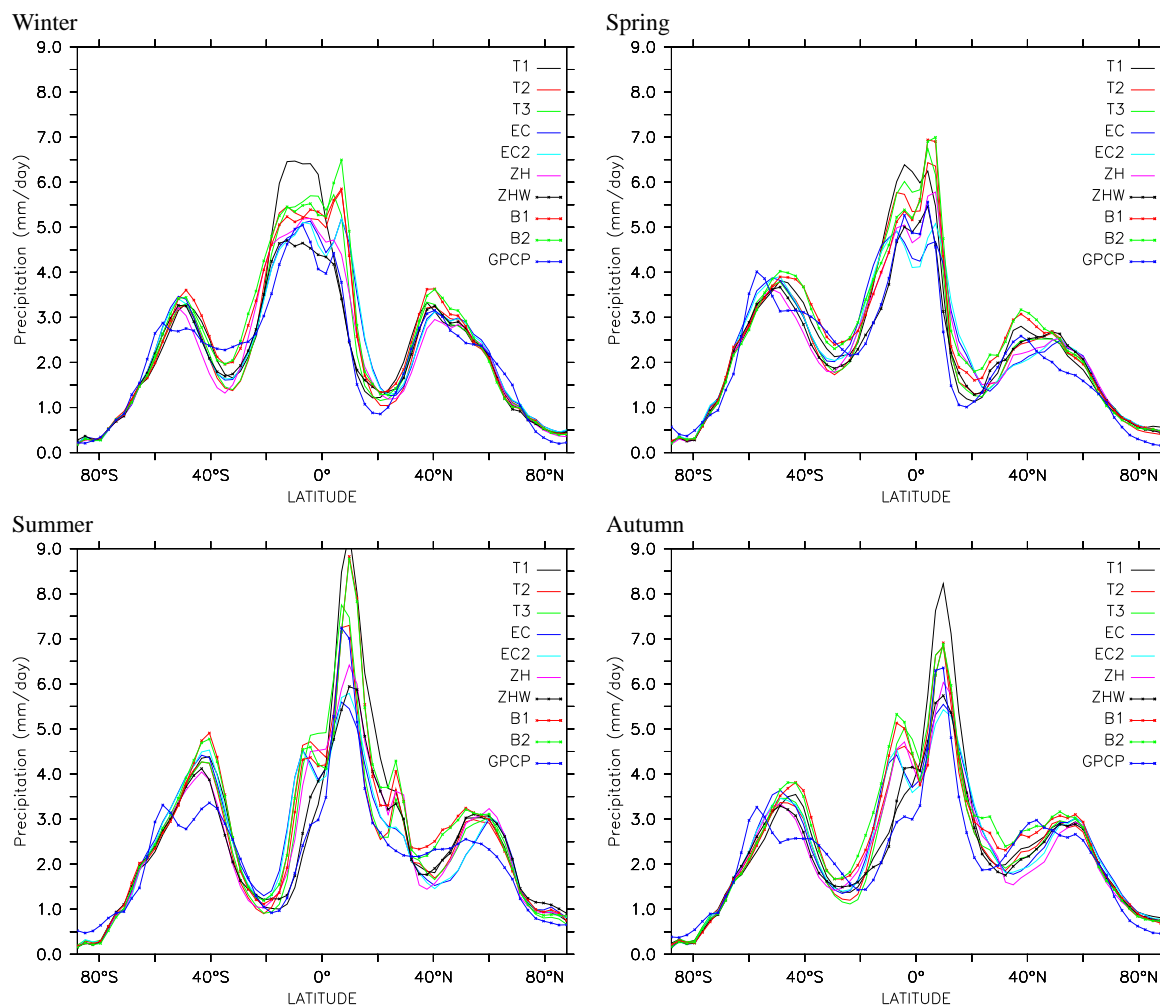 Winter
9.0
8.0
7.0
6.0
5.0
4.0
3.0
2.0
1.0
0.0
Precipitation (mm/day)
80°S 40°S 0° 40°N 80°N
LATITUDE
T1
T2
T3
EC
EC2
ZH
ZHW
B1
B2
GPCP
Spring
9.0
8.0
7.0
6.0
5.0
4.0
3.0
2.0
1.0
0.0
Precipitation (mm/day)
80°S 40°S 0° 40°N 80°N
LATITUDE
T1
T2
T3
EC
EC2
ZH
ZHW
B1
B2
GPCP
Summer
9.0
8.0
7.0
6.0
5.0
4.0
3.0
2.0
1.0
0.0
Precipitation (mm/day)
80°S 40°S 0° 40°N 80°N
LATITUDE
T1
T2
T3
EC
EC2
ZH
ZHW
B1
B2
GPCP
Autumn
9.0
8.0
7.0
6.0
5.0
4.0
3.0
2.0
1.0
0.0
Precipitation (mm/day)
80°S 40°S 0° 40°N 80°N
LATITUDE
T1
T2
T3
EC
EC2
ZH
ZHW
B1
B2
GPCP